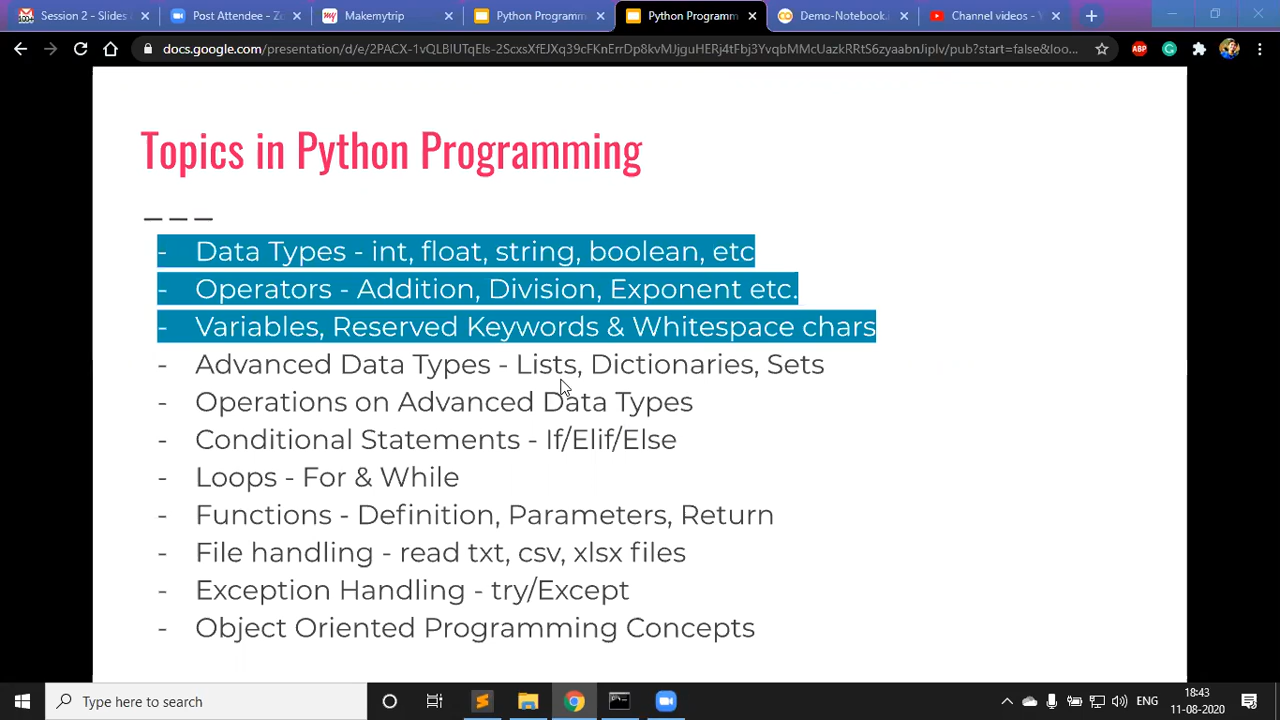 Session 2 - Slides
Post Attendee - Zo
Makemytrip
Python Programm
Python Programm
Demo-Notebook.i
Channel videos - Y
docs.google.com/presentation/d/e/2PACX-1vQLBIUTqEIs-2ScxsXfEJXq39cFKnErrDp8kvMJjguHERj4tFbj3YvqbMMcUazkRRtS6zyaabnJiplv/pub?start=false&loo...
ABP
Topics in Python Programming
- Data Types - int, float, string, boolean, etc
- Operators - Addition, Division, Exponent etc.
- Variables, Reserved Keywords & Whitespace chars
- Advanced Data Types - Lists, Dictionaries, Sets
- Operations on Advanced Data Types
- Conditional Statements - If/Elif/Else
- Loops - For & While
- Functions - Definition, Parameters, Return
- File handling - read txt, csv, xlsx files
- Exception Handling - try/Except
- Object Oriented Programming Concepts
Type here to search
ENG
18:43
11-08-2020